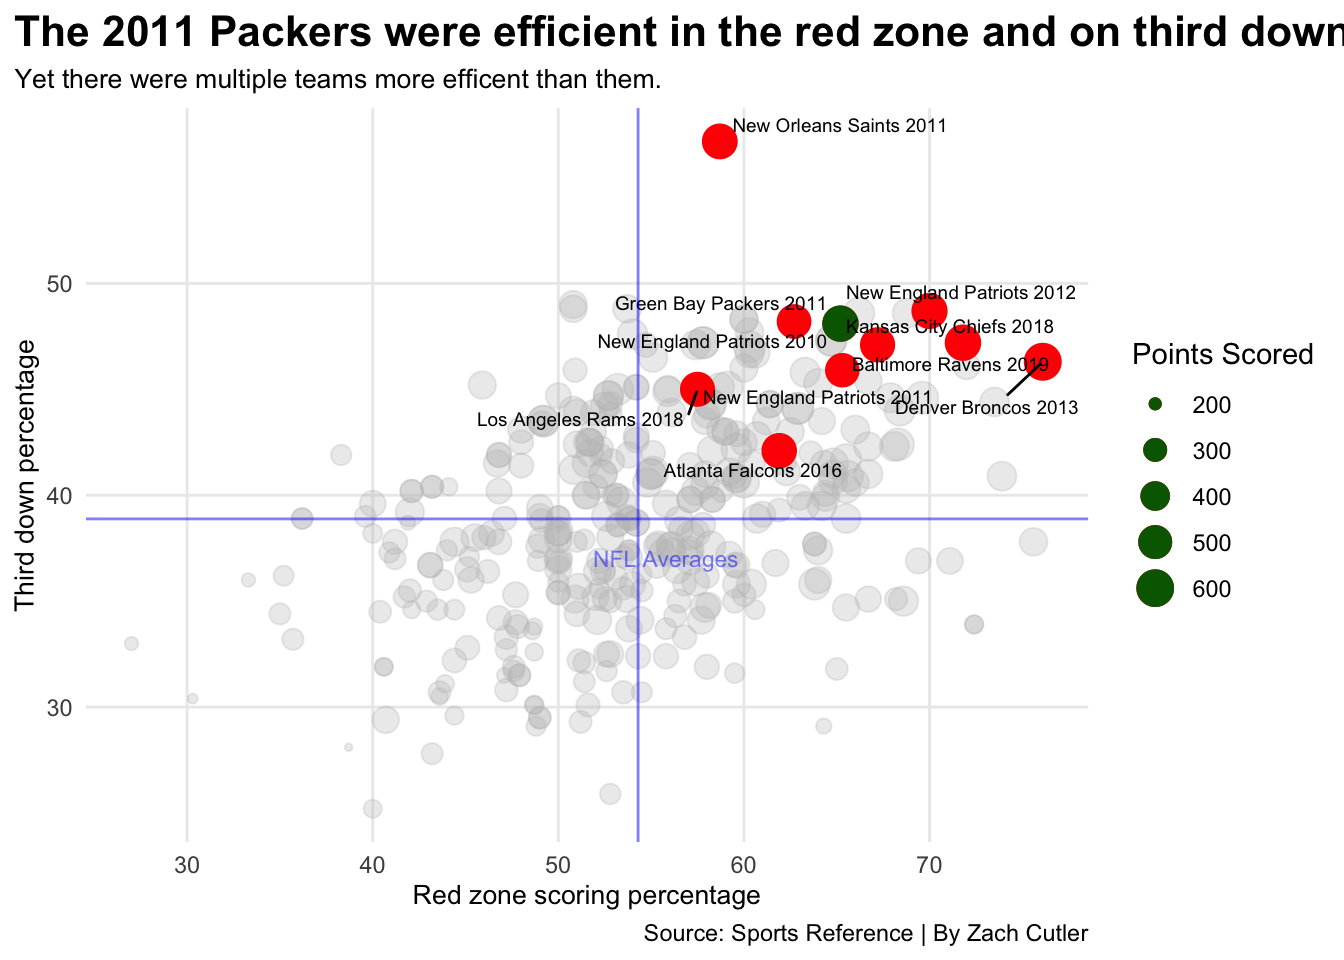 The 2011 Packers were efficient in the red zone and on third down
Yet there were multiple teams more efficent than them.
New Orleans Saints 2011
50
New England Patriots 2012
Green Bay Packers 2011
Kansas City Chiefs 2018
New England Patriots 2010
Baltimore Ravens 2019
New England Patriots 2011
Denver Broncos 2013
Los Angeles Rams 2018
Atlanta Falcons 2016
40
NFL Averages
30
Third down percentage
30 40 50 60 70
Red zone scoring percentage
Points Scored
200
300
400
500
600
Source: Sports Reference | By Zach Cutler